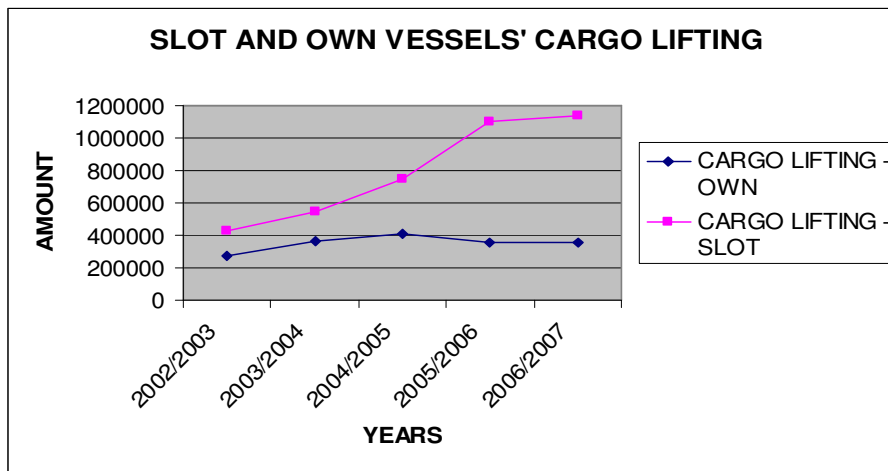 SLOT AND OWN VESSELS' CARGO LIFTING
1200000
1000000
800000
600000
400000
200000
0
AMOUNT
2002/2003
2003/2004
2004/2005
2005/2006
2006/2007
YEARS
CARGO LIFTING -
OWN
CARGO LIFTING -
SLOT